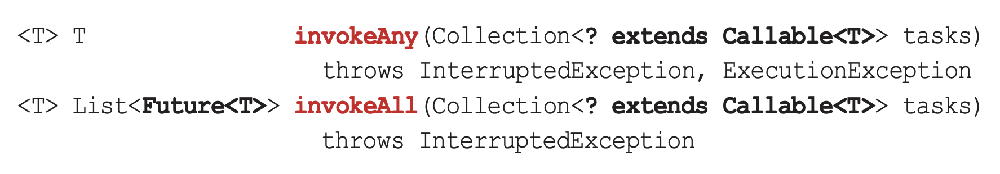 <T> T invokeAny(Collection<? extends Callable<T>> tasks)
throws InterruptedException, ExecutionException
<T> List<Future<T>> invokeAll(Collection<? extends Callable<T>> tasks)
throws InterruptedException